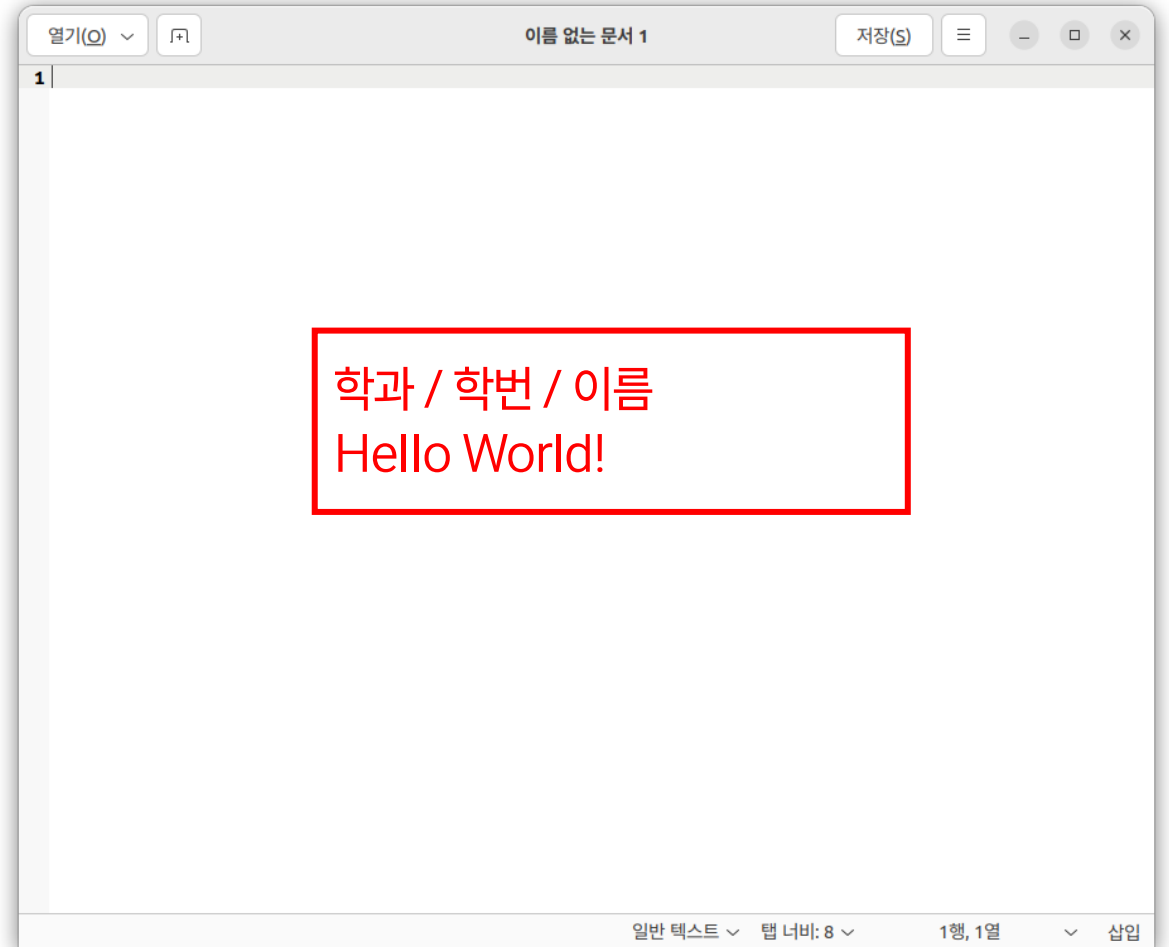 열기(O)
이름 없는 문서 1
저장(S)
1
학과 / 학번 / 이름
Hello World!
일반 텍스트 탭 너비: 8 1행, 1열 삽입